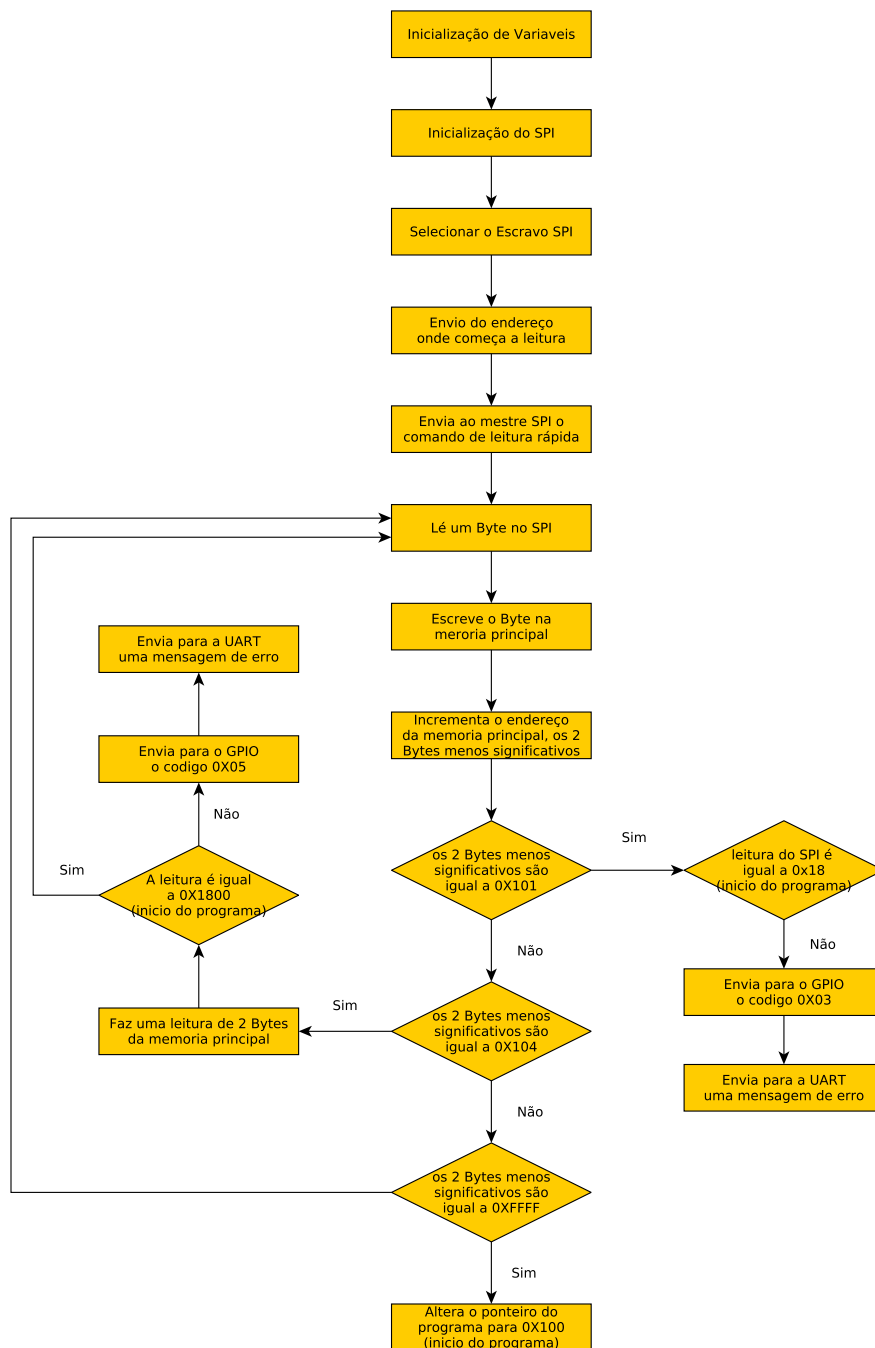 Inicialização de Variaveis
Inicialização do SPI
Selecionar o Escravo SPI
Envio do endereço
onde começa a leitura
Envia ao mestre SPI o
comando de leitura rápida
Lé um Byte no SPI
Escreve o Byte na
meroria principal
Envia para a UART
uma mensagem de erro
Incrementa o endereço
da memoria principal, os 2
Bytes menos significativos
Envia para o GPIO
o codigo 0X05
Não
Sim
A leitura é igual
a 0X1800
(inicio do programa)
os 2 Bytes menos
significativos são
igual a 0X101
Sim
leitura do SPI é
igual a 0x18
(inicio do programa)
Não
Não
Envia para o GPIO
o codigo 0X03
Faz uma leitura de 2 Bytes
da memoria principal
Sim
os 2 Bytes menos
significativos são
igual a 0X104
Envia para a UART
uma mensagem de erro
Não
os 2 Bytes menos
significativos são
igual a 0XFFFF
Sim
Altera o ponteiro do
programa para 0X100
(inicio do programa)